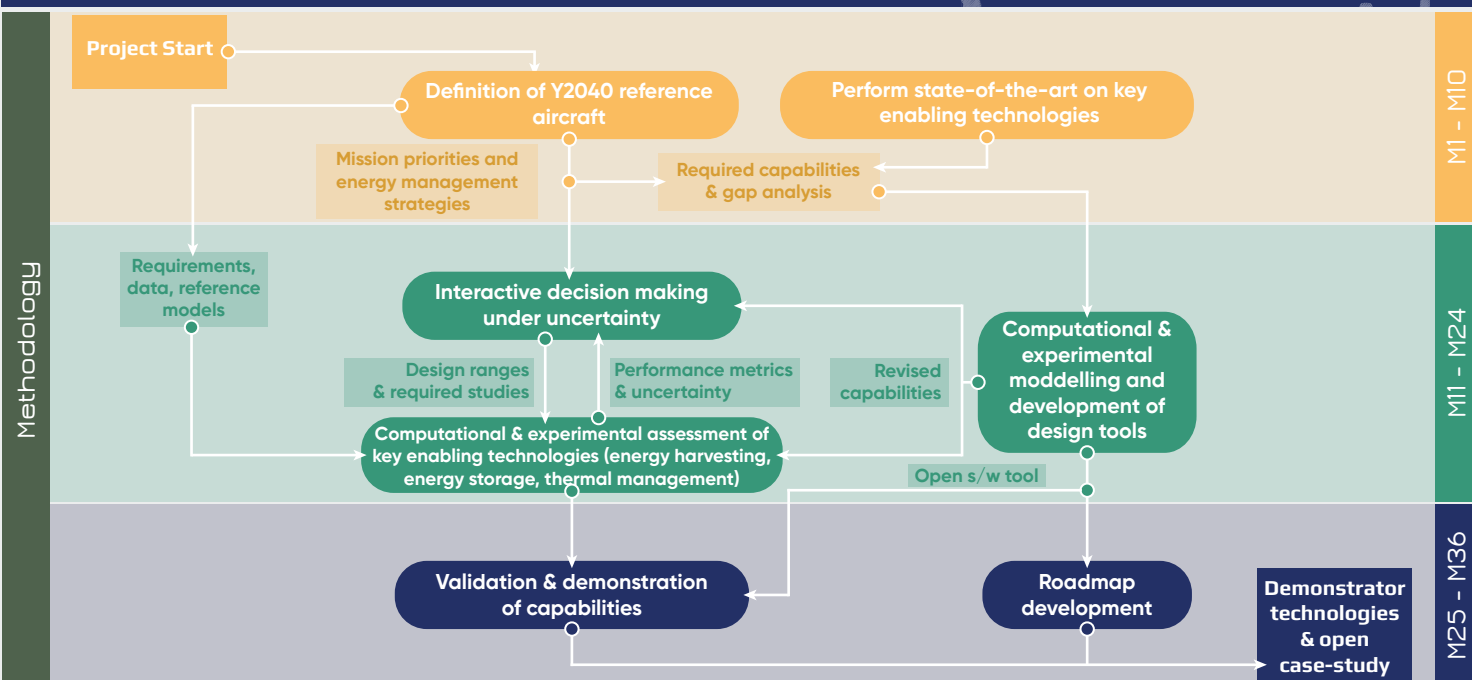 Methodology
Project Start
Definition of Y2040 reference
aircraft
Perform state-of-the-art on key
enabling technologies
Mission priorities and
energy management
strategies
Required capabilities
& gap analysis
M1 - M10
Requirements,
data, reference
models
Interactive decision making
under uncertainty
Computational &
experimental
moddelling and
development of
design tools
Design ranges
& required studies
Performance metrics
& uncertainty
Revised
capabilities
Computational & experimental assessment of
key enabling technologies (energy harvesting,
energy storage, thermal management)
Open s/w tool
M11 - M24
Validation & demonstration
of capabilities
Roadmap
development
Demonstrator
technologies
& open
case-study
M25 - M36